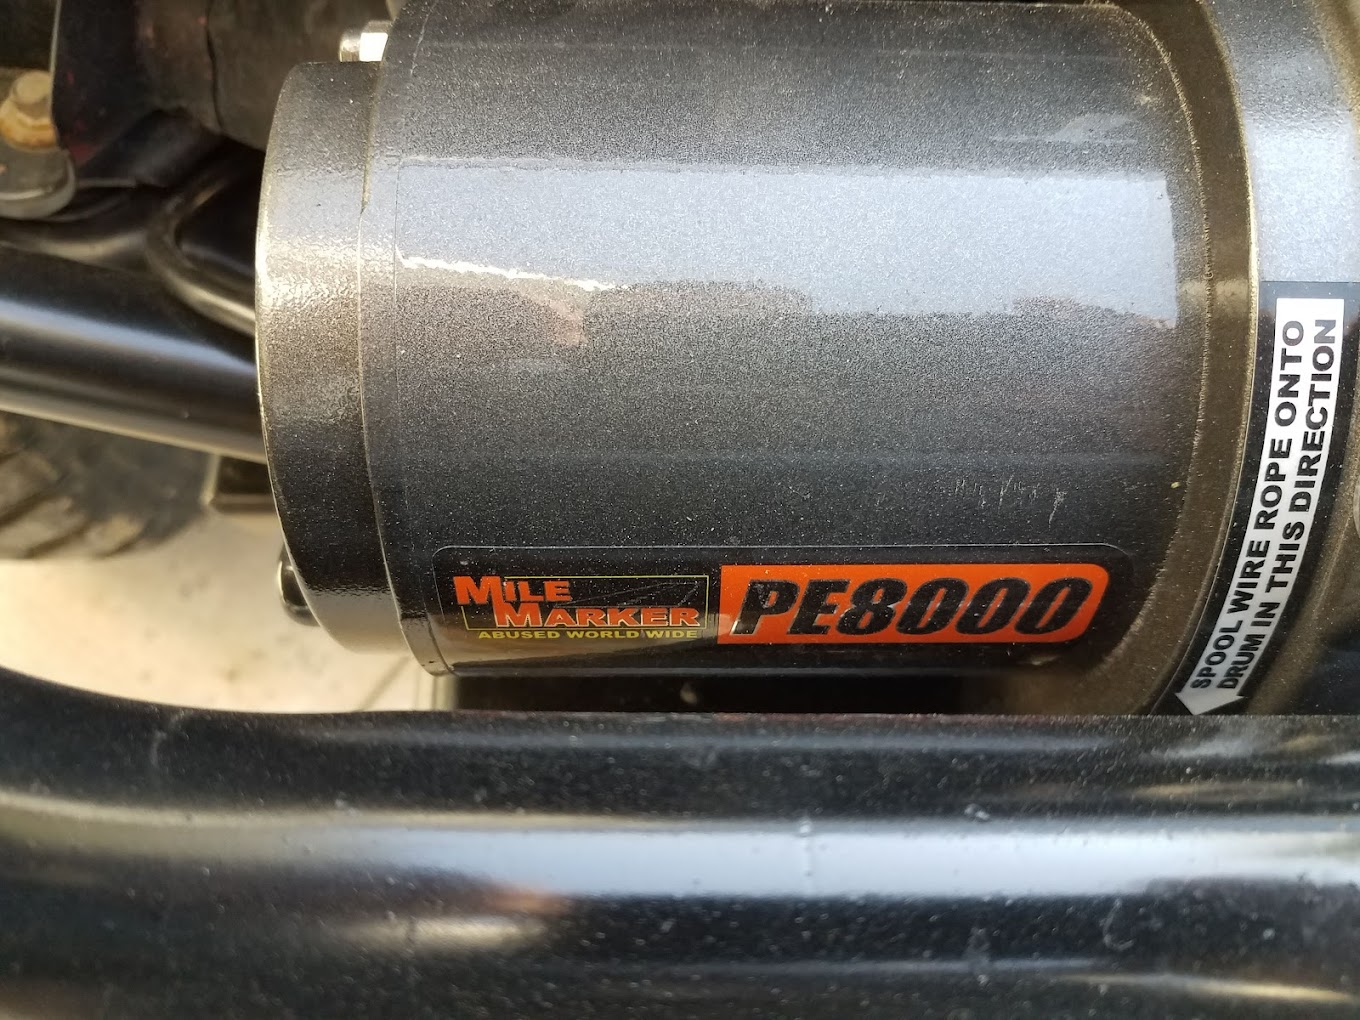 MILE
MARKER
ABUSED WORLD WIDE
PE8000
SPOOL WIRE ROPE ONTO
DRUM IN THIS DIRECTION